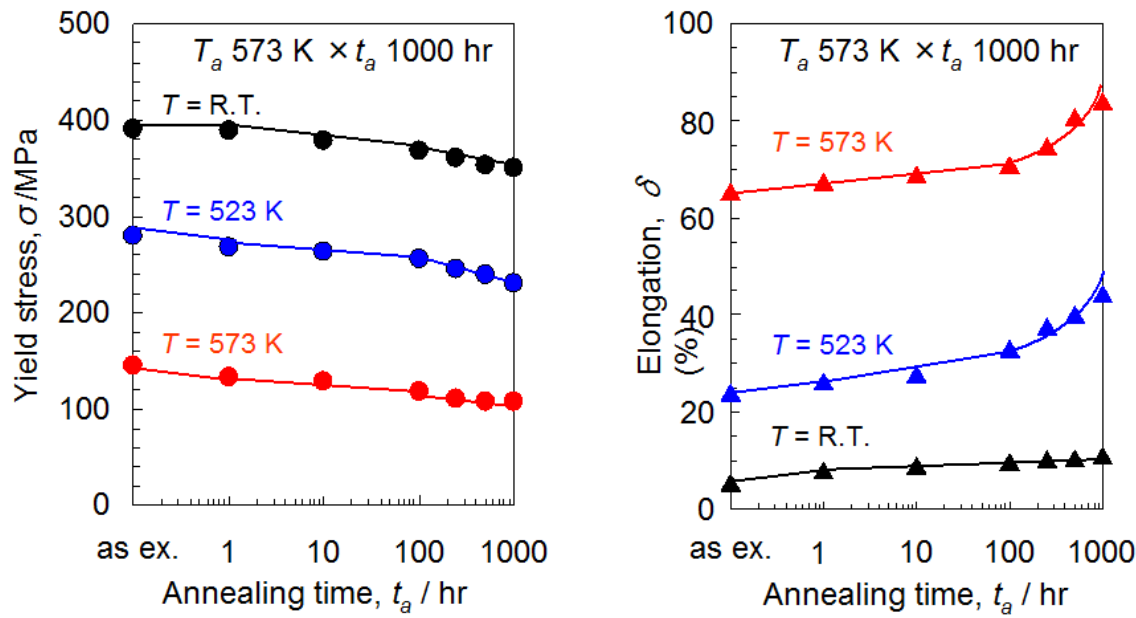 500
400
300
200
100
0
Yield stress, σ /MPa
Tₐ 573 K × tₐ 1000 hr
T = R.T.
T = 523 K
T = 573 K
as ex. 1 10 100 1000
Annealing time, tₐ / hr
100
80
60
40
20
0
Elongation, δ
(%)
Tₐ 573 K × tₐ 1000 hr
T = 573 K
T = 523 K
T = R.T.
as ex. 1 10 100 1000
Annealing time, tₐ / hr